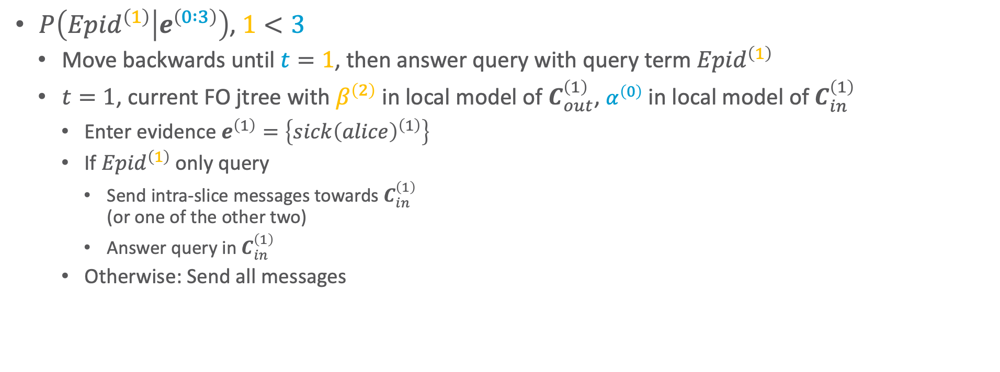 • P(Epid^(1)|e^(0:3)), 1 < 3
• Move backwards until t = 1, then answer query with query term Epid^(1)
• t = 1, current FO jtree with β^(2) in local model of C_out^(1), α^(0) in local model of C_in^(1)
• Enter evidence e^(1) = {sick(alice)^(1)}
• If Epid^(1) only query
• Send intra-slice messages towards C_in^(1)
(or one of the other two)
• Answer query in C_in^(1)
• Otherwise: Send all messages